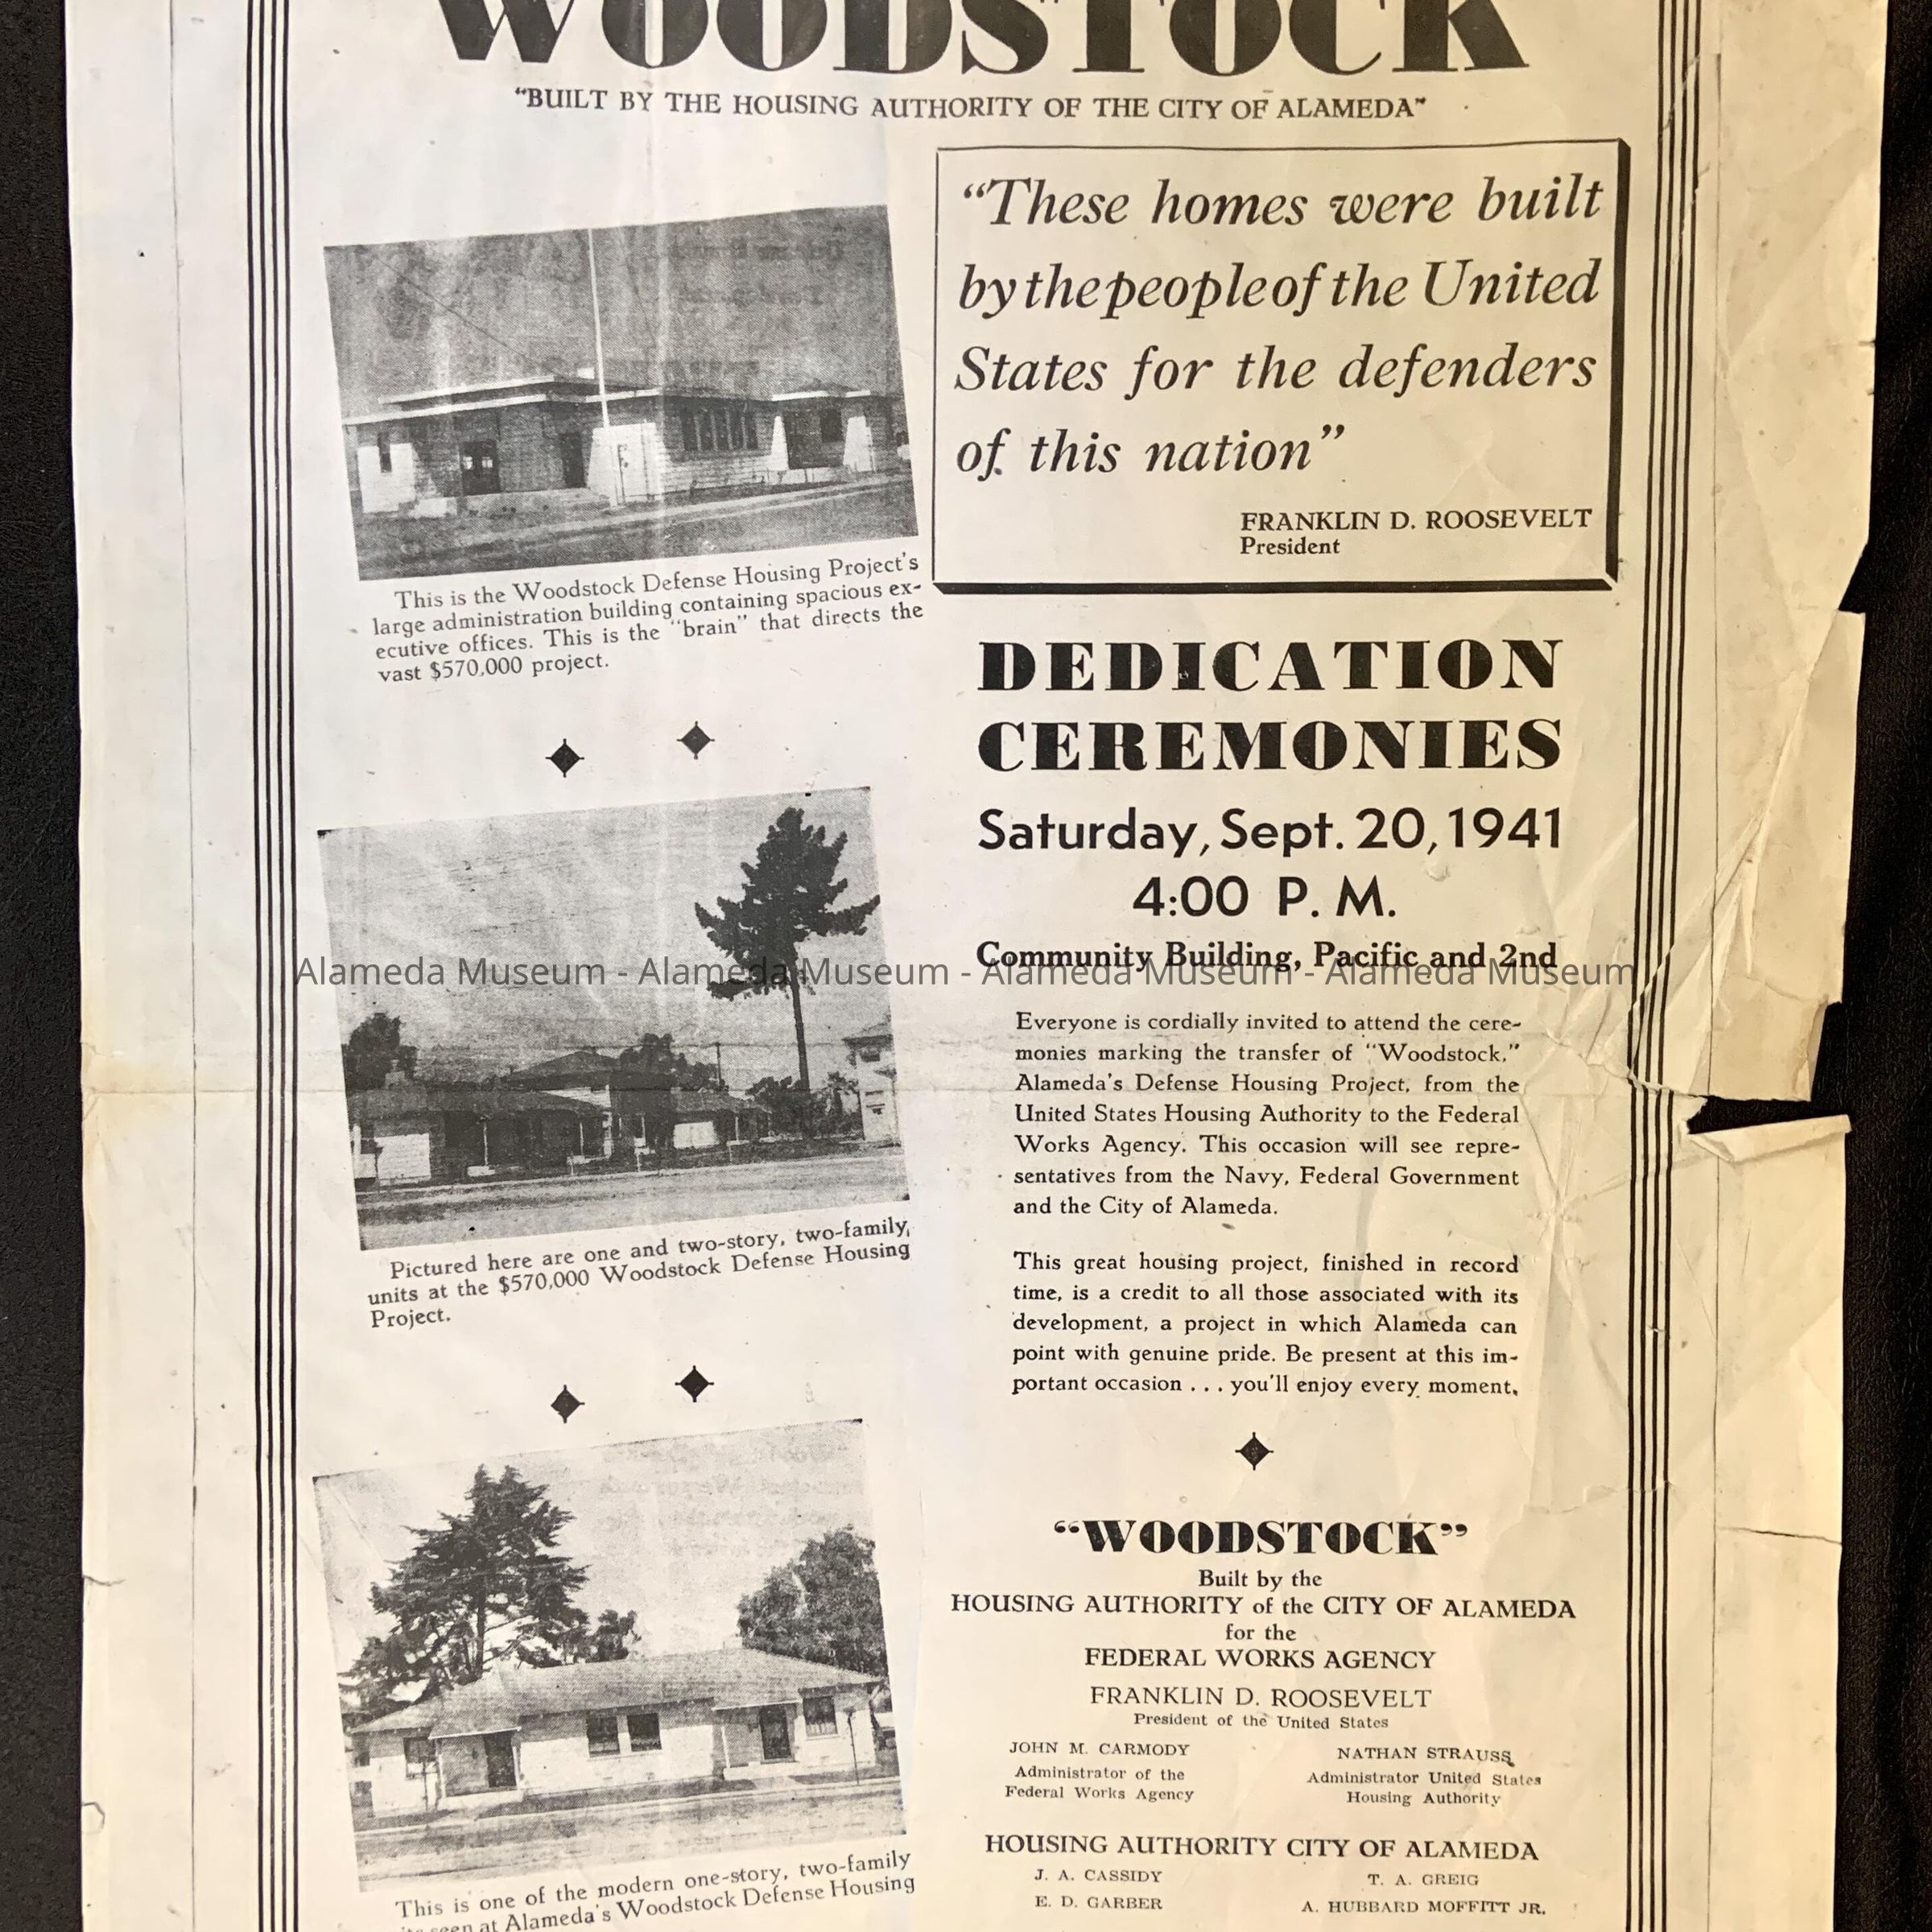 WOODSTOCK
“BUILT BY THE HOUSING AUTHORITY OF THE CITY OF ALAMEDA”
“These homes were built
by the people of the United
States for the defenders
of this nation”
FRANKLIN D. ROOSEVELT
President
This is the Woodstock Defense Housing Project's
large administration building containing spacious ex-
ecutive offices. This is the “brain” that directs the
vast $570,000 project.
DEDICATION
CEREMONIES
Saturday, Sept. 20, 1941
4:00 P. M.
Community Building, Pacific and 2nd
Alameda Museum - Alameda Museum - Alameda Museum - Alameda Museum
Everyone is cordially invited to attend the cere-
monies marking the transfer of “Woodstock,”
Alameda's Defense Housing Project, from the
United States Housing Authority to the Federal
Works Agency. This occasion will see repre-
sentatives from the Navy, Federal Government
and the City of Alameda.
Pictured here are one and two-story, two-family,
units at the $570,000 Woodstock Defense Housing
Project.
This great housing project, finished in record
time, is a credit to all those associated with its
development, a project in which Alameda can
point with genuine pride. Be present at this im-
portant occasion . . . you'll enjoy every moment.
“WOODSTOCK”
Built by the
HOUSING AUTHORITY of the CITY OF ALAMEDA
for the
FEDERAL WORKS AGENCY
FRANKLIN D. ROOSEVELT
President of the United States
JOHN M. CARMODY
Administrator of the
Federal Works Agency
NATHAN STRAUSS
Administrator United States
Housing Authority
HOUSING AUTHORITY CITY OF ALAMEDA
J. A. CASSIDY
T. A. GREIG
E. D. GARBER
A. HUBBARD MOFFITT JR.
This is one of the modern one-story, two-family
seen at Alameda's Woodstock Defense Housing